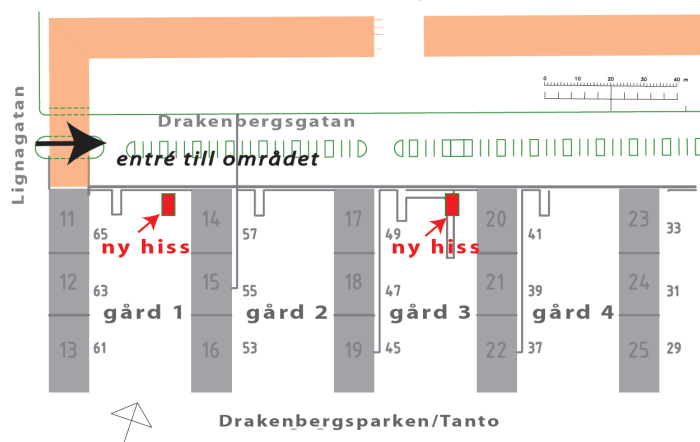 0 10 20 30 40 m
Drakenbergsgatan
Lignagatan
entré till området
11 14 17 20 23
65 57 49 41 33
ny hiss ny hiss
12 15 18 21 24
63 55 47 39 31
gård 1 gård 2 gård 3 gård 4
13 16 19 22 25
61 53 45 37 29
Drakenbergsparken/Tanto